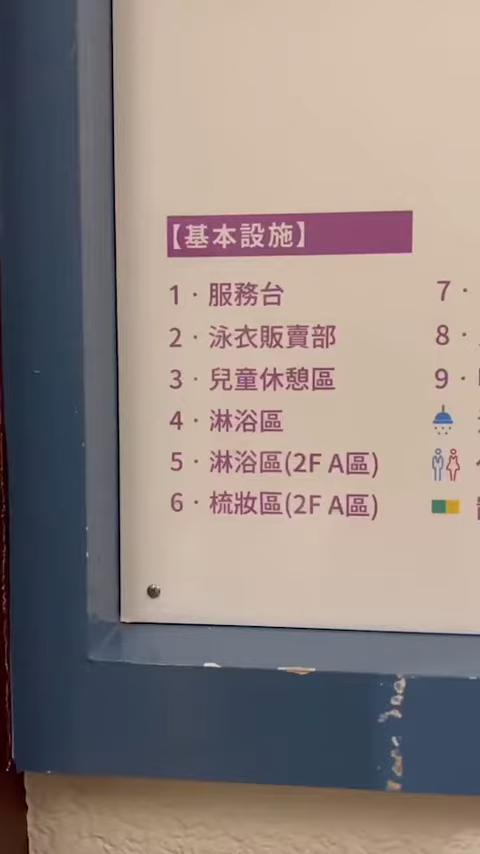 【基本設施】
1・服務台
2・泳衣販賣部
3・兒童休憩區
4・淋浴區
5・淋浴區(2F A區)
6・梳妝區(2F A區)
7・
8・
9・